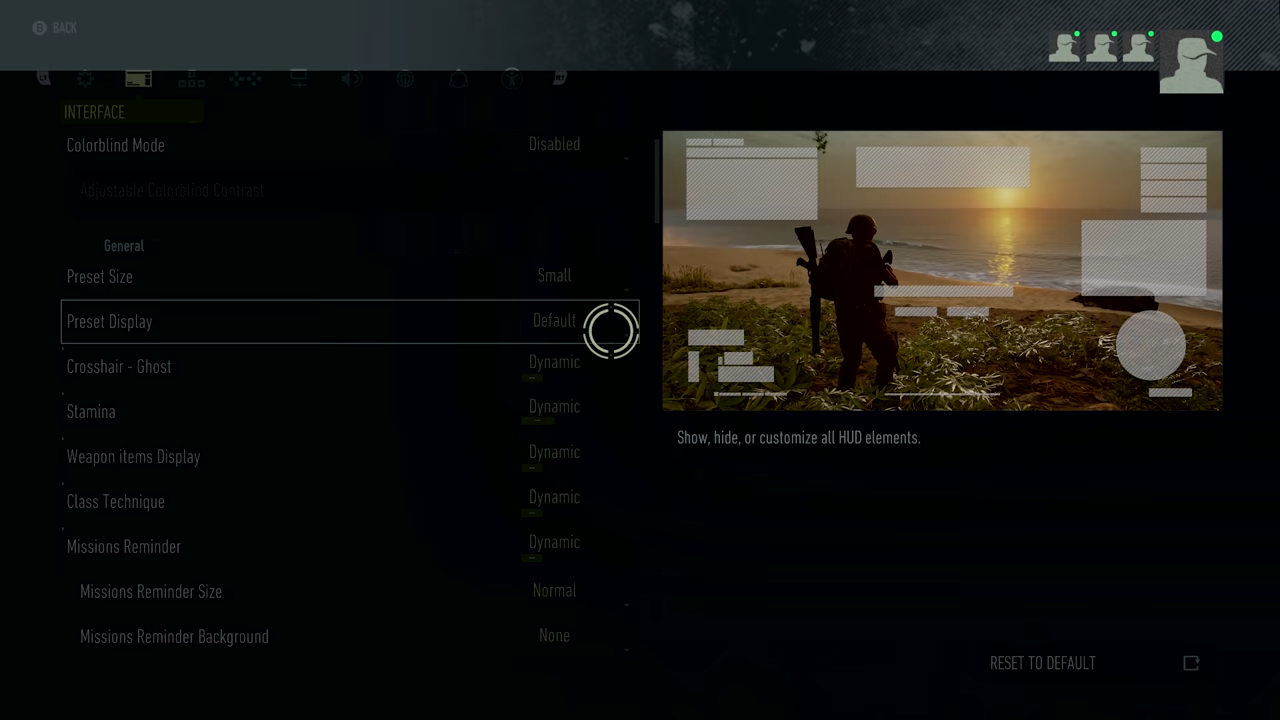 B BACK
LT
RT
INTERFACE
Colorblind Mode
Disabled
Adjustable Colorblind Contrast
General
Preset Size
Small
Preset Display
Default
Crosshair - Ghost
Dynamic
Stamina
Dynamic
Weapon items Display
Dynamic
Class Technique
Dynamic
Missions Reminder
Dynamic
Missions Reminder Size
Normal
Missions Reminder Background
None
Show, hide, or customize all HUD elements.
RESET TO DEFAULT